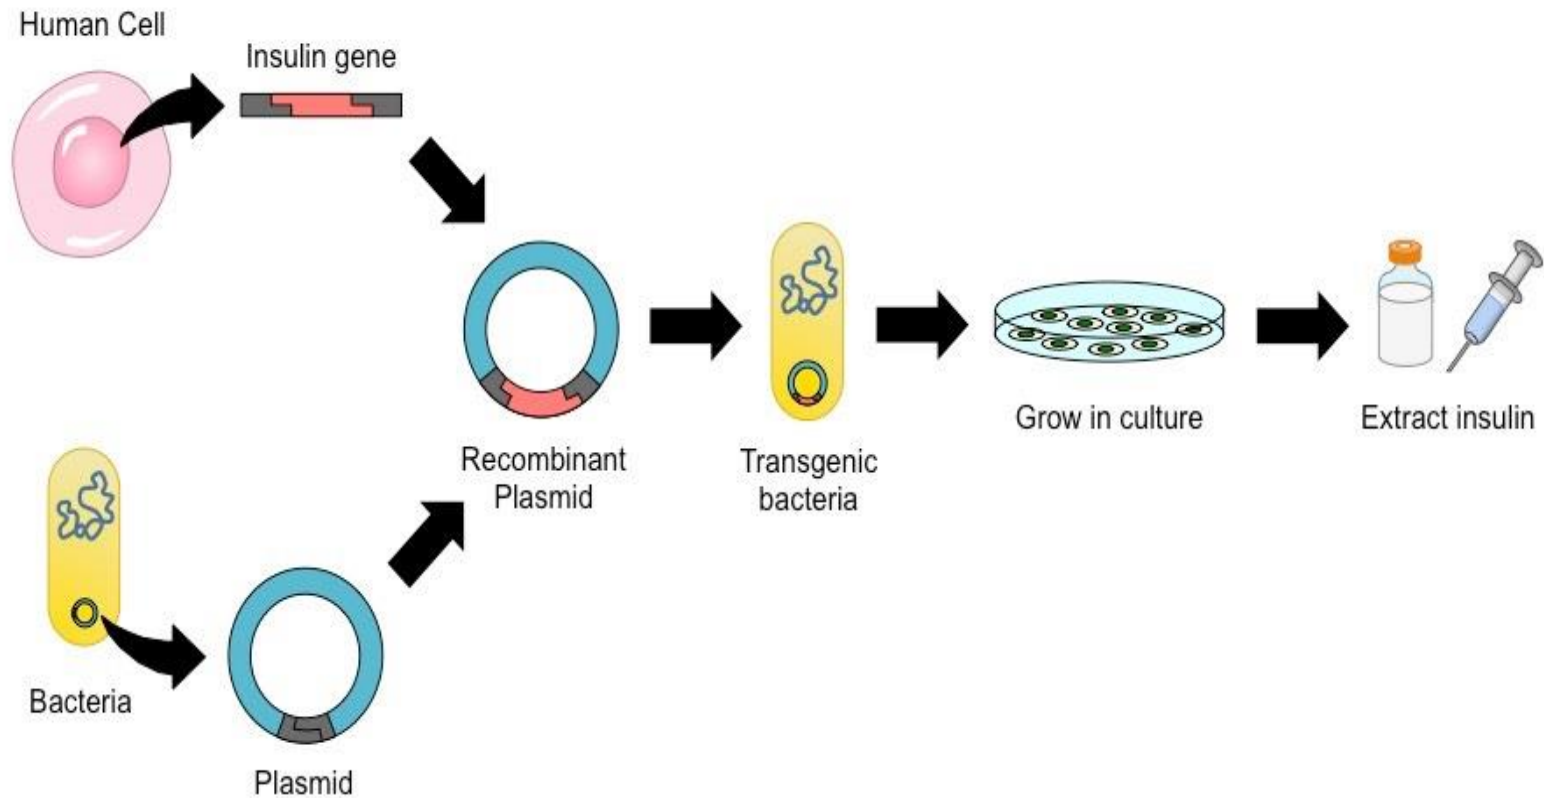 Human Cell
Insulin gene
Recombinant
Plasmid
Transgenic
bacteria
Grow in culture
Extract insulin
Bacteria
Plasmid